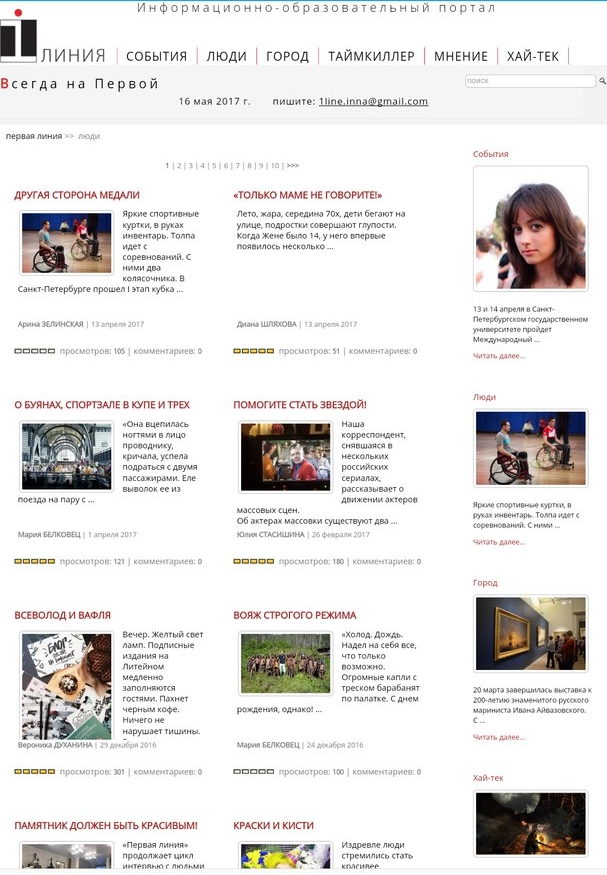 Информационно-образовательный портал
ЛИНИЯ
СОБЫТИЯ
ЛЮДИ
ГОРОД
ТАЙМКИЛЛЕР
МНЕНИЕ
ХАЙ-ТЕК
Всегда на Первой
поиск
16 мая 2017 г. пишите: 1line.inna@gmail.com
первая линия >> люди
1 | 2 | 3 | 4 | 5 | 6 | 7 | 8 | 9 | 10 | >>>
ДРУГАЯ СТОРОНА МЕДАЛИ
Яркие спортивные
куртки, в руках
инвентарь. Толпа
идет с
соревнований. С
ними два
колясочника. В
Санкт-Петербурге прошел I этап кубка ...
Арина ЗЕЛИНСКАЯ | 13 апреля 2017
просмотров: 105 | комментариев: 0
«ТОЛЬКО МАМЕ НЕ ГОВОРИТЕ!»
Лето, жара, середина 70х, дети бегают на
улице, подростки совершают глупости.
Когда Жене было 14, у него впервые
появилось несколько ...
Диана ШЛЯХОВА | 13 апреля 2017
просмотров: 51 | комментариев: 0
О БУЯНАХ, СПОРТЗАЛЕ В КУПЕ И ТРЕХ
«Она вцепилась
ногтями в лицо
проводнику,
кричала, успела
подраться с двумя
пассажирами. Еле
выволок ее из
поезда на пару с ...
Мария БЕЛКОВЕЦ | 1 апреля 2017
просмотров: 121 | комментариев: 0
ПОМОГИТЕ СТАТЬ ЗВЕЗДОЙ!
Наша
корреспондент,
снявшаяся в
нескольких
российских
сериалах,
рассказывает о
движении актеров
массовых сцен.
Об актерах массовки существуют два ...
Юлия СТАСИШИНА | 26 февраля 2017
просмотров: 180 | комментариев: 0
ВСЕВОЛОД И ВАФЛЯ
Вечер. Желтый свет
ламп. Подписные
издания на
Литейном
медленно
заполняются
гостями. Пахнет
черным кофе.
Ничего не
нарушает тишины.
Вероника ДУХАНИНА | 29 декабря 2016
просмотров: 301 | комментариев: 0
ВОЯЖ СТРОГОГО РЕЖИМА
«Холод. Дождь.
Надел на себя все,
что только
возможно.
Огромные капли с
треском барабанят
по палатке. С днем
рождения, однако! ...
Мария БЕЛКОВЕЦ | 24 декабря 2016
просмотров: 100 | комментариев: 0
ПАМЯТНИК ДОЛЖЕН БЫТЬ КРАСИВЫМ!
«Первая линия»
продолжает цикл
интервью с людьми
КРАСКИ И КИСТИ
Издревле люди
стремились стать
красивее.
События
13 и 14 апреля в Санкт-
Петербургском государственном
университете пройдет
Международный ...
Читать далее...
Люди
Яркие спортивные куртки, в
руках инвентарь. Толпа идет с
соревнований. С ними ...
Читать далее...
Город
20 марта завершилась выставка к
200-летию знаменитого русского
мариниста Ивана Айвазовского.
С ...
Читать далее...
Хай-тек